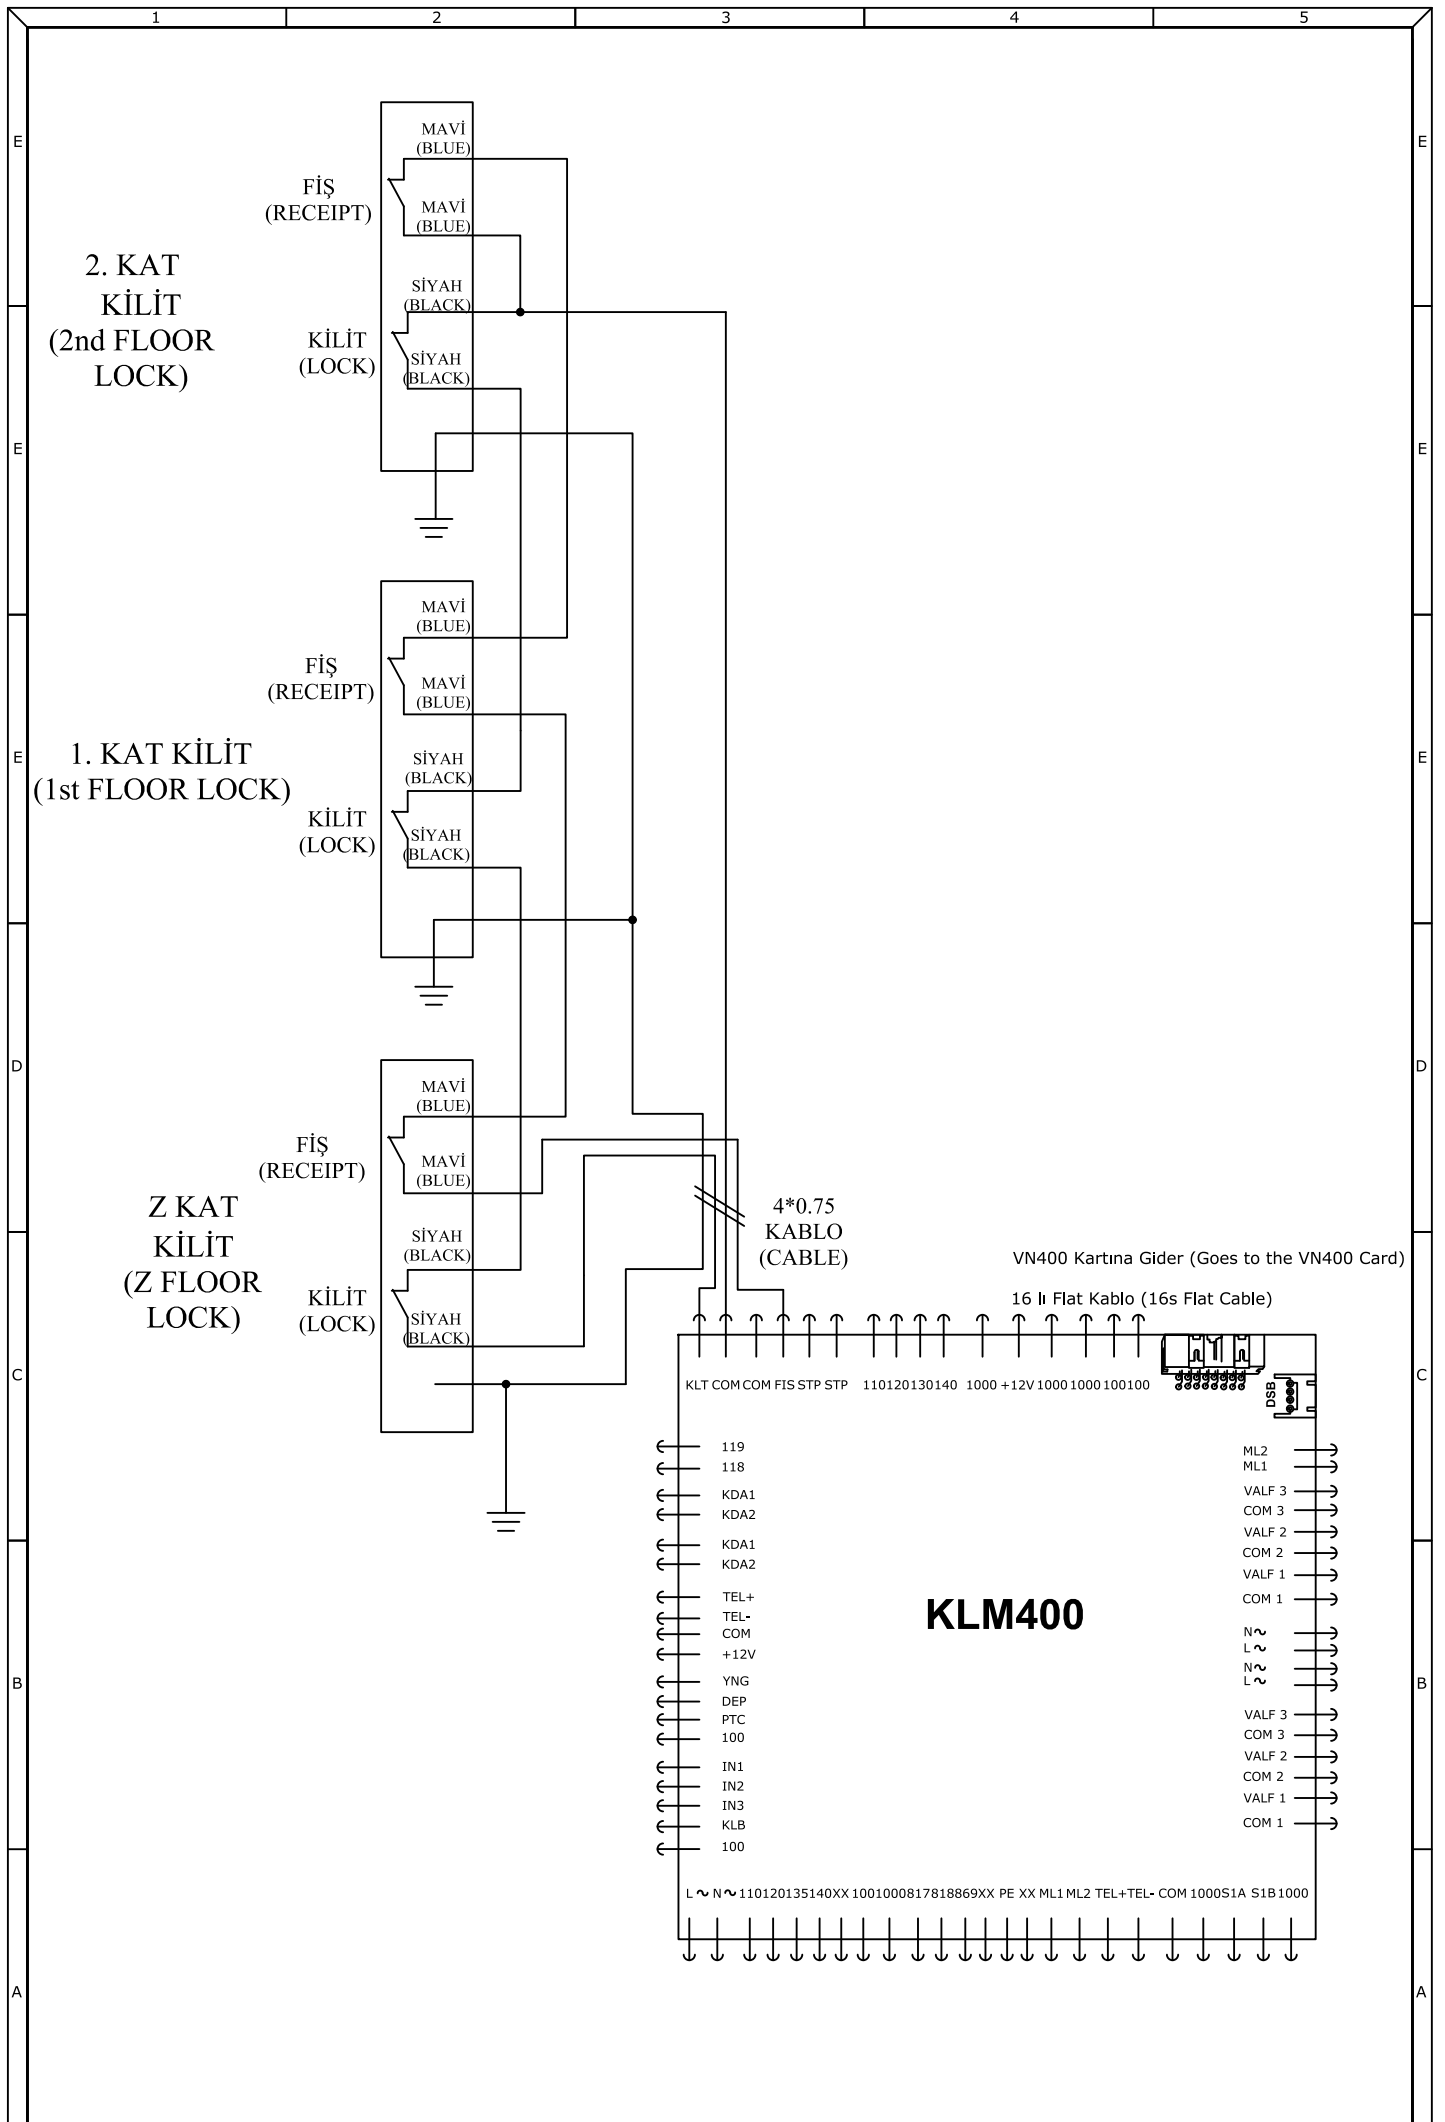 1 2 3 4 5
E E
MAVİ
(BLUE)
FİŞ
(RECEIPT)
MAVİ
(BLUE)
2. KAT
KİLİT
(2nd FLOOR
LOCK)
SİYAH
(BLACK)
KİLİT
(LOCK)
SİYAH
(BLACK)
E E
MAVİ
(BLUE)
FİŞ
(RECEIPT)
MAVİ
(BLUE)
1. KAT KİLİT
(1st FLOOR LOCK)
E E
SİYAH
(BLACK)
KİLİT
(LOCK)
SİYAH
(BLACK)
D D
MAVİ
(BLUE)
FİŞ
(RECEIPT)
MAVİ
(BLUE)
Z KAT
KİLİT
(Z FLOOR
LOCK)
SİYAH
(BLACK)
KİLİT
(LOCK)
SİYAH
(BLACK)
4*0.75
KABLO
(CABLE)
VN400 Kartına Gider (Goes to the VN400 Card)
16 lı Flat Kablo (16s Flat Cable)
C C
KLT COM COM FIS STP STP 110120130140 1000 +12V 1000 1000 100100
DSB
119
118
KDA1
KDA2
KDA1
KDA2
TEL+
TEL-
COM
+12V
YNG
DEP
PTC
100
IN1
IN2
IN3
KLB
100
KLM400
ML2
ML1
VALF 3
COM 3
VALF 2
COM 2
VALF 1
COM 1
N~
L~
N~
L~
VALF 3
COM 3
VALF 2
COM 2
VALF 1
COM 1
B B
L ~ N ~ 110120135140XX 1001000817818869XX PE XX ML1 ML2 TEL+TEL- COM 1000S1A S1B1000
A A